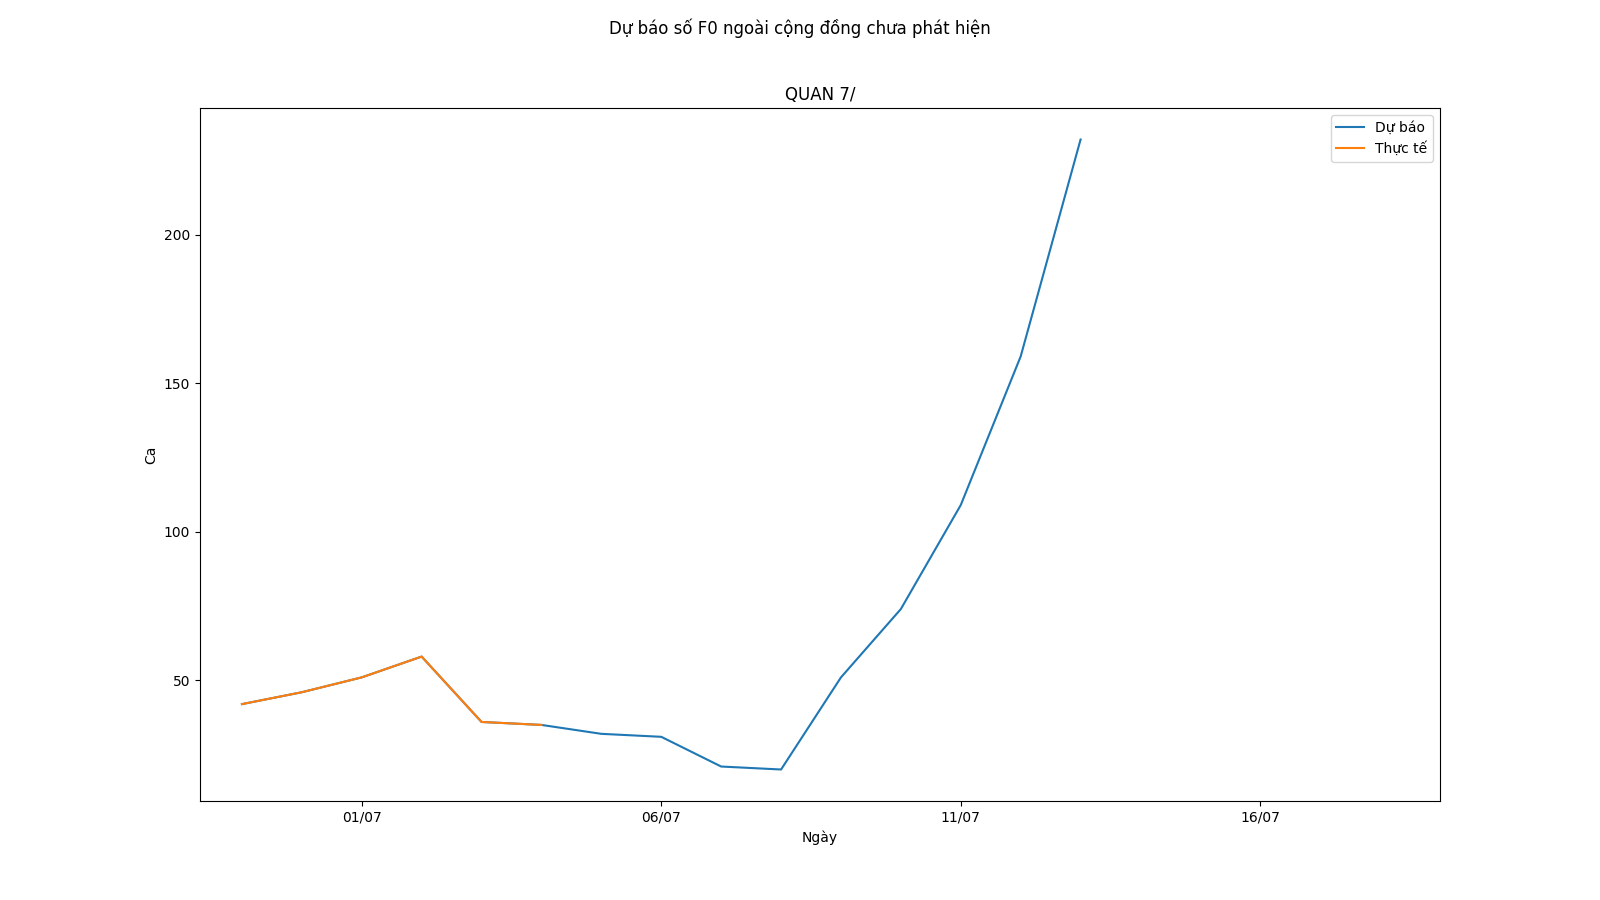 Dự báo số F0 ngoài cộng đồng chưa phát hiện
QUAN 7/
Dự báo
Thực tế
200
150
100
50
Ca
01/07
06/07
11/07
16/07
Ngày